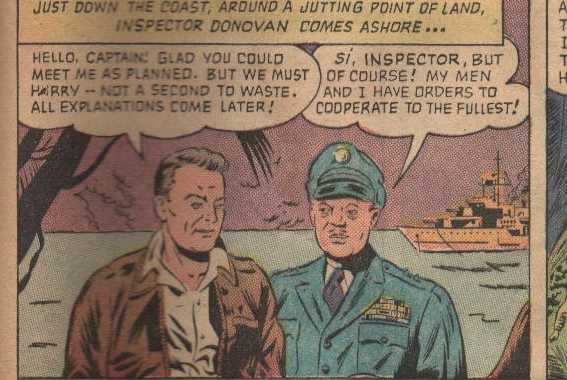 JUST DOWN THE COAST, AROUND A JUTTING POINT OF LAND,
INSPECTOR DONOVAN COMES ASHORE...
HELLO, CAPTAIN! GLAD YOU COULD
MEET ME AS PLANNED. BUT WE MUST
HARRY -- NOT A SECOND TO WASTE.
ALL EXPLANATIONS COME LATER!
SÍ, INSPECTOR, BUT
OF COURSE! MY MEN
AND I HAVE ORDERS TO
COOPERATE TO THE FULLEST!